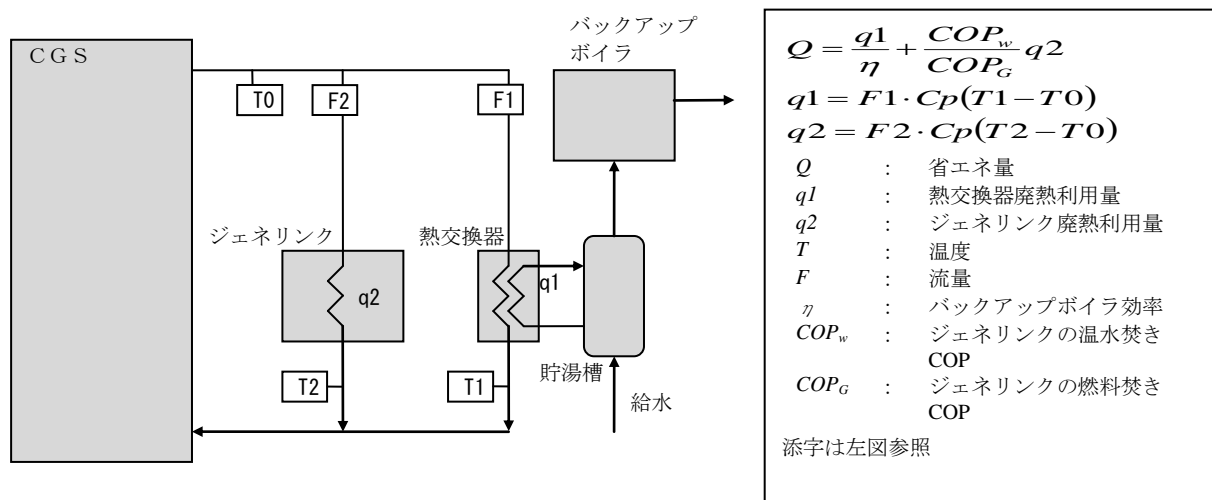 バックアップ
ボイラ
ＣＧＳ
T0
F2
F1
ジェネリンク
熱交換器
q2
q1
T2
T1
貯湯槽
給水
Q = q1/η + COPw/COPG q2
q1 = F1・Cp(T1−T0)
q2 = F2・Cp(T2−T0)
Q : 省エネ量
q1 : 熱交換器廃熱利用量
q2 : ジェネリンク廃熱利用量
T : 温度
F : 流量
η : バックアップボイラ効率
COPw : ジェネリンクの温水焚き
COP
COPG : ジェネリンクの燃料焚き
COP
添字は左図参照